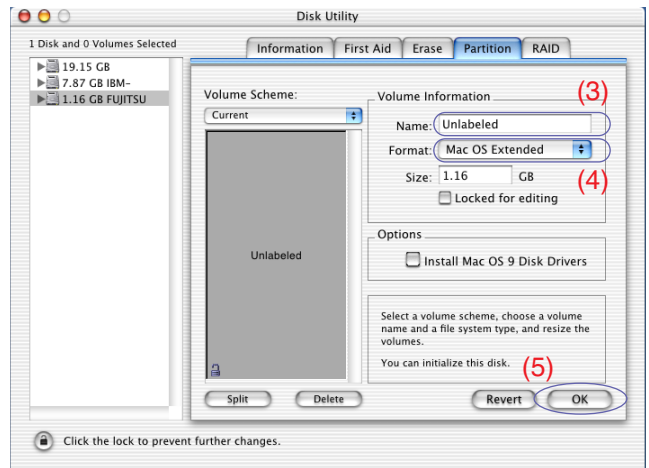 Disk Utility
1 Disk and 0 Volumes Selected
Information
First Aid
Erase
Partition
RAID
19.15 GB
7.87 GB IBM-
1.16 GB FUJITSU
Volume Scheme:
Current
Unlabeled
Split
Delete
Volume Information
(3)
Name: Unlabeled
Format: Mac OS Extended
(4)
Size: 1.16 GB
Locked for editing
Options
Install Mac OS 9 Disk Drivers
Select a volume scheme, choose a volume
name and a file system type, and resize the
volumes.
You can initialize this disk.
(5)
Revert
OK
Click the lock to prevent further changes.